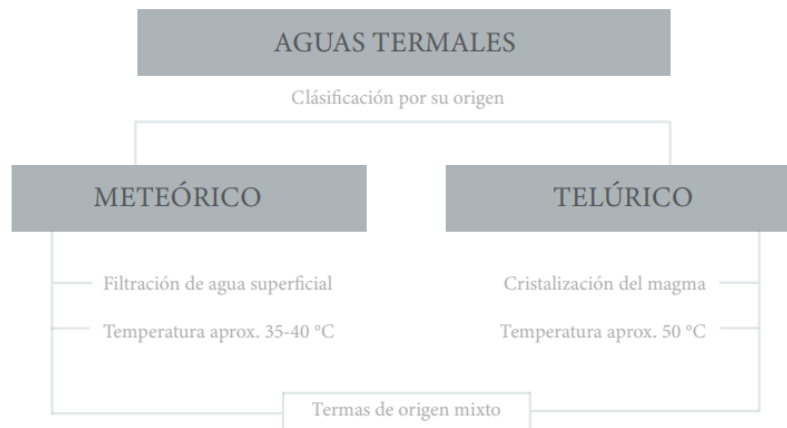 AGUAS TERMALES
Clásificación por su origen
METEÓRICO
TELÚRICO
Filtración de agua superficial
Cristalización del magma
Temperatura aprox. 35-40 °C
Temperatura aprox. 50 °C
Termas de origen mixto